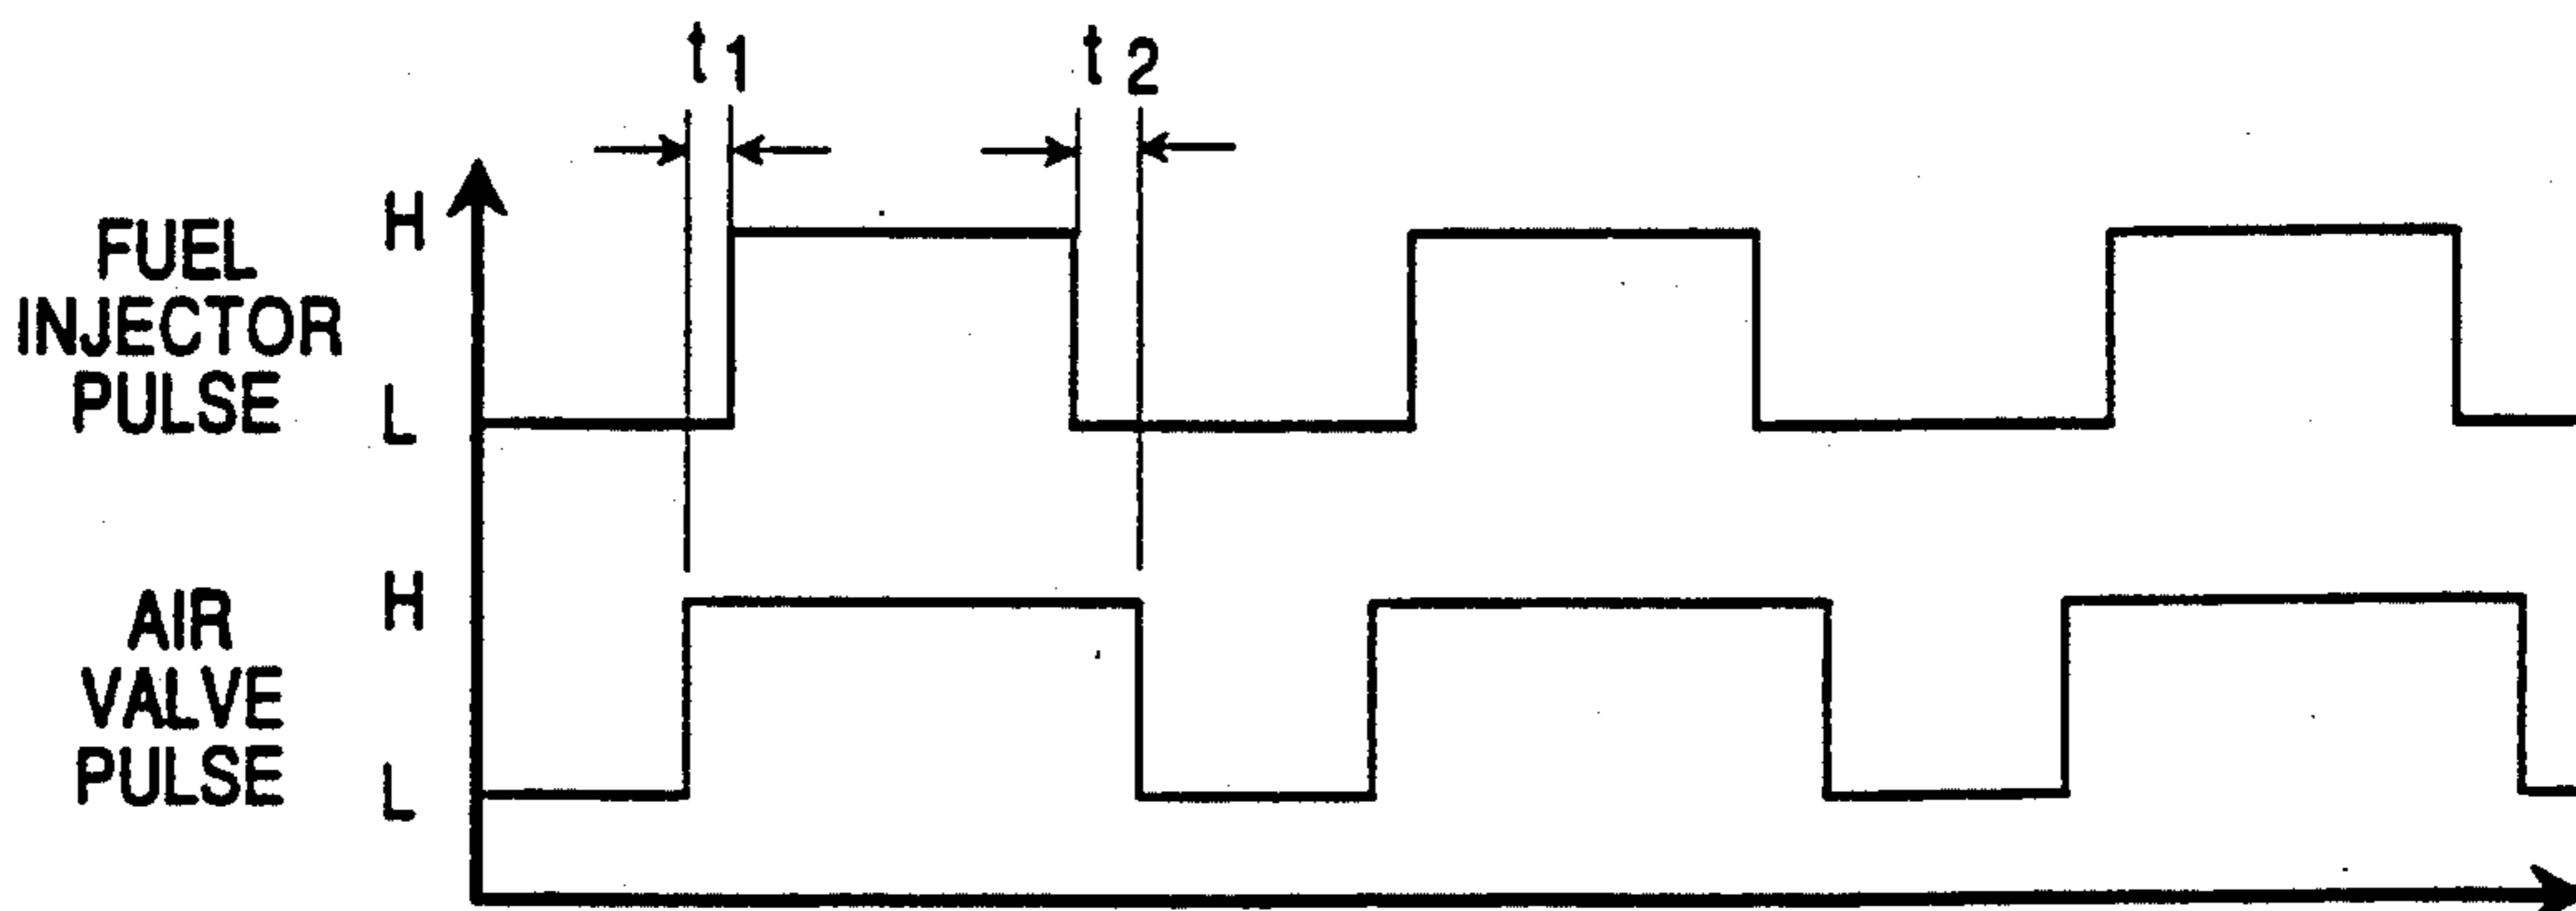 t1
t2
FUEL
INJECTOR
PULSE
H
L
AIR
VALVE
PULSE
H
L